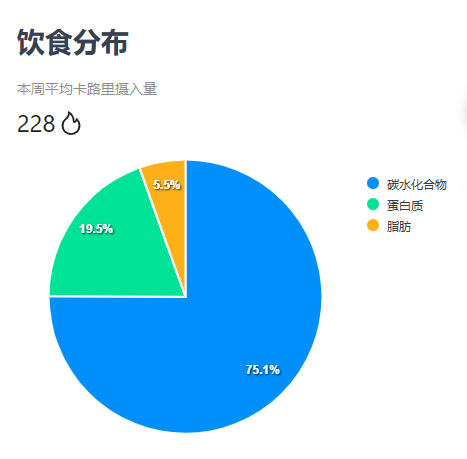 饮食分布
本周平均卡路里摄入量
228
碳水化合物
蛋白质
脂肪
5.5%
19.5%
75.1%